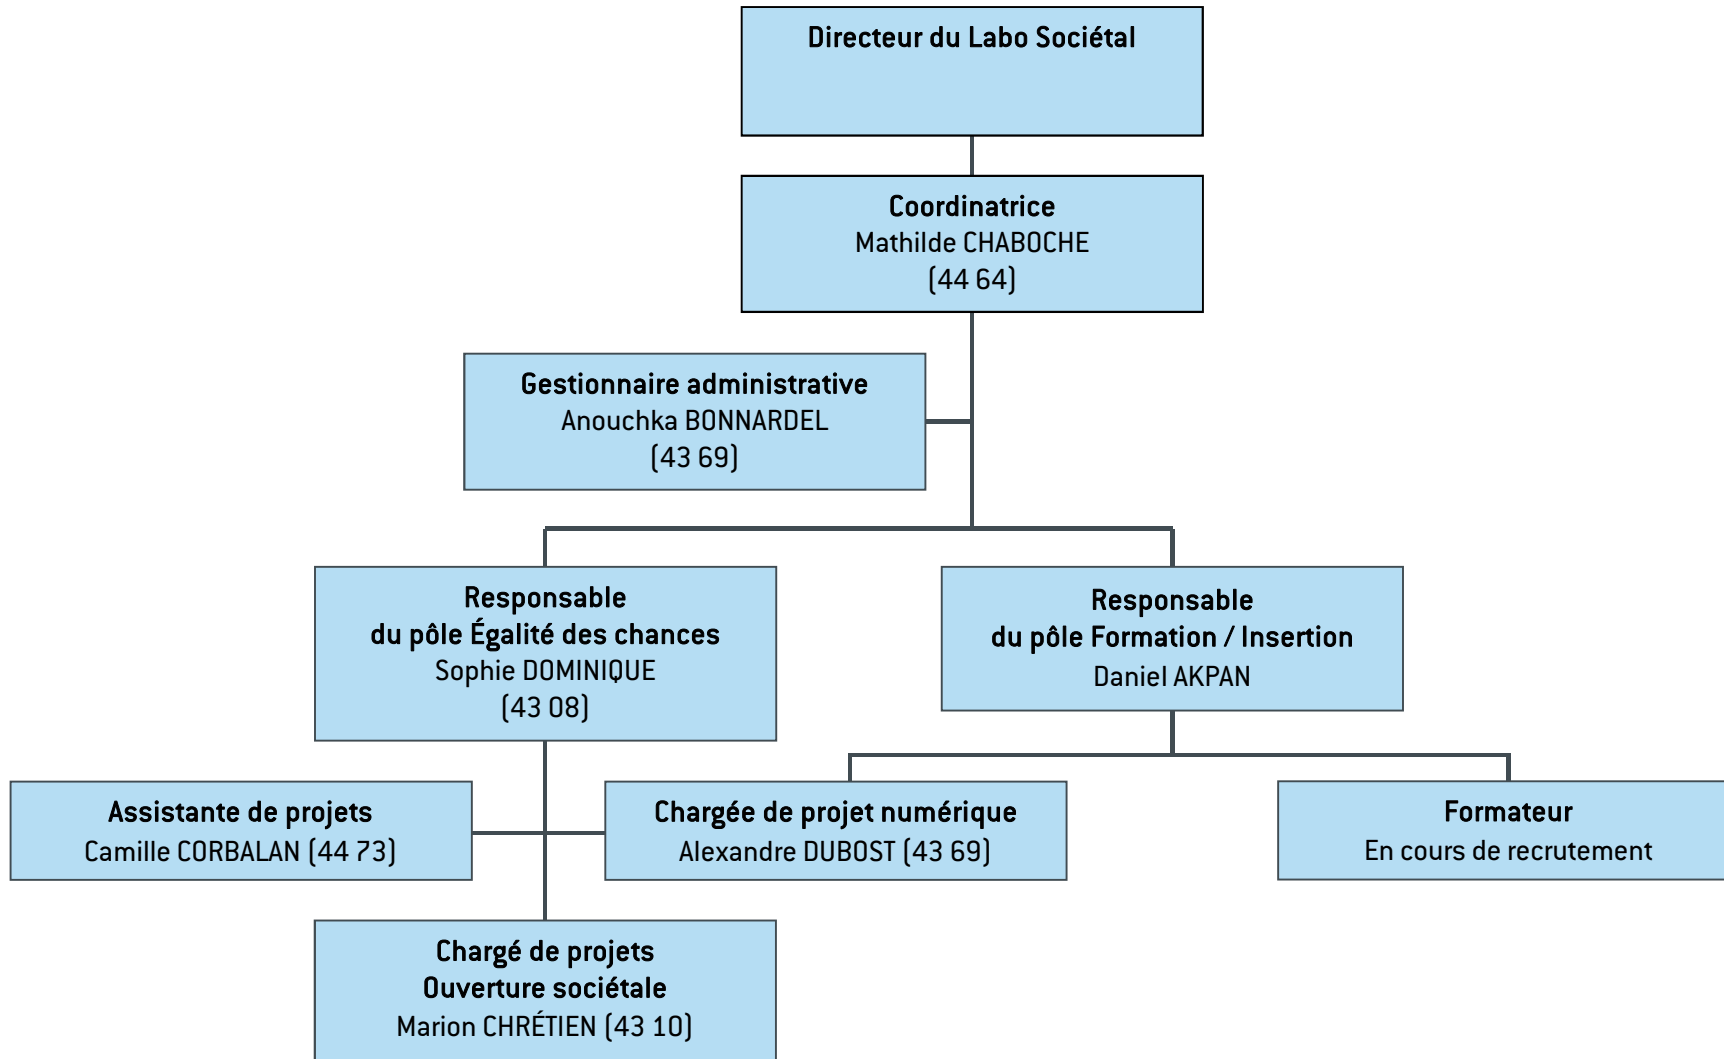 Directeur du Labo Sociétal
Coordinatrice
Mathilde CHABOCHE
(44 64)
Gestionnaire administrative
Anouchka BONNARDEL
(43 69)
Responsable
du pôle Égalité des chances
Sophie DOMINIQUE
(43 08)
Responsable
du pôle Formation / Insertion
Daniel AKPAN
Assistante de projets
Camille CORBALAN (44 73)
Chargée de projet numérique
Alexandre DUBOST (43 69)
Formateur
En cours de recrutement
Chargé de projets
Ouverture sociétale
Marion CHRÉTIEN (43 10)